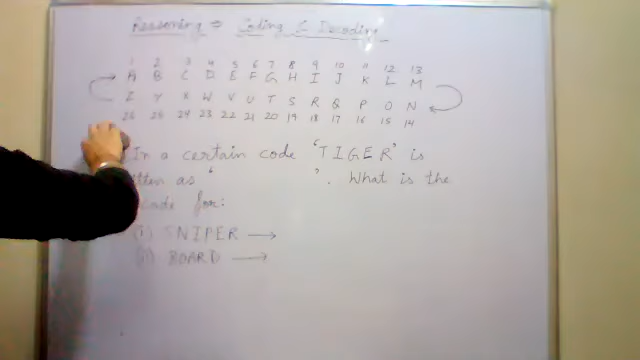 Reasoning ⇒ Coding & Decoding
1 2 3 4 5 6 7 8 9 10 11 12 13
A B C D E F G H I J K L M
Z Y X W V U T S R Q P O N
26 25 24 23 22 21 20 19 18 17 16 15 14
In a certain code 'TIGER' is
tten as ' '. What is the
code for:
(i) SNIPER →
(ii) BOARD →